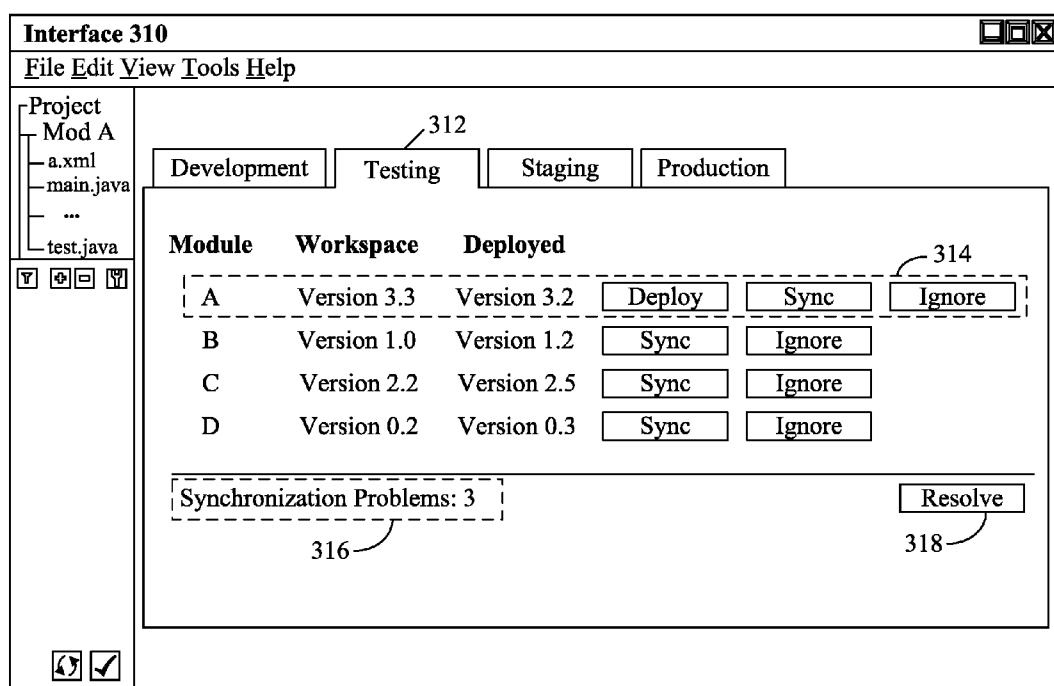 Interface 310
File Edit View Tools Help
Project
Mod A
a.xml
main.java
...
test.java
312
Development Testing Staging Production
Module Workspace Deployed
314
A Version 3.3 Version 3.2 Deploy Sync Ignore
B Version 1.0 Version 1.2 Sync Ignore
C Version 2.2 Version 2.5 Sync Ignore
D Version 0.2 Version 0.3 Sync Ignore
Synchronization Problems: 3 Resolve
316 318